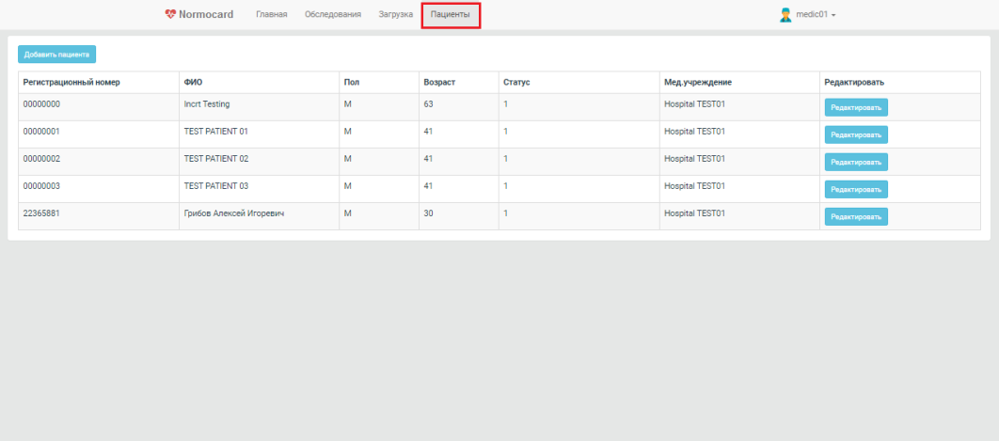 Normocard Главная Обследования Загрузка Пациенты medic01
Добавить пациента
Регистрационный номер ФИО Пол Возраст Статус Мед.учреждение Редактировать
00000000 Incrt Testing М 63 1 Hospital TEST01 Редактировать
00000001 TEST PATIENT 01 М 41 1 Hospital TEST01 Редактировать
00000002 TEST PATIENT 02 М 41 1 Hospital TEST01 Редактировать
00000003 TEST PATIENT 03 М 41 1 Hospital TEST01 Редактировать
22365881 Грибов Алексей Игоревич М 30 1 Hospital TEST01 Редактировать